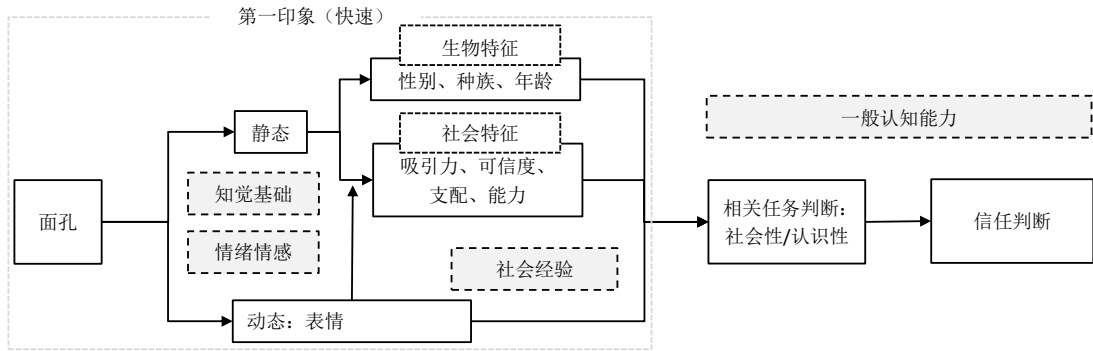 第一印象（快速）
生物特征
性别、种族、年龄
静态
社会特征
吸引力、可信度、
支配、能力
一般认知能力
面孔
知觉基础
情绪情感
社会经验
动态：表情
相关任务判断：
社会性/认识性
信任判断